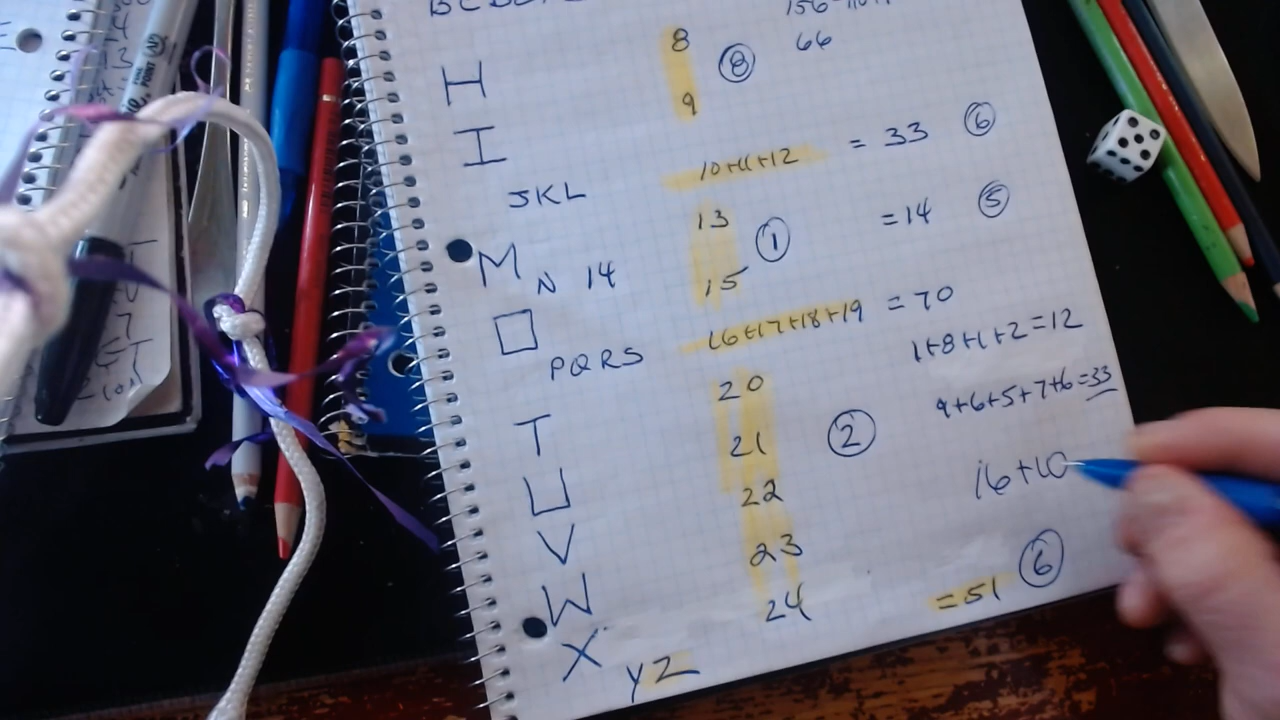 8 ⑧ 66
H 9
I 10+11+12 = 33 ⑥
JKL 13 = 14 ⑤
M N 14 15 ①
O 16+17+18+19 = 70
PQRS 20 1+8+1+2=12
T 21 ② 9+6+5+7+6=33
U 22 16+10
V 23
W 24 =51 ⑥
X YZ